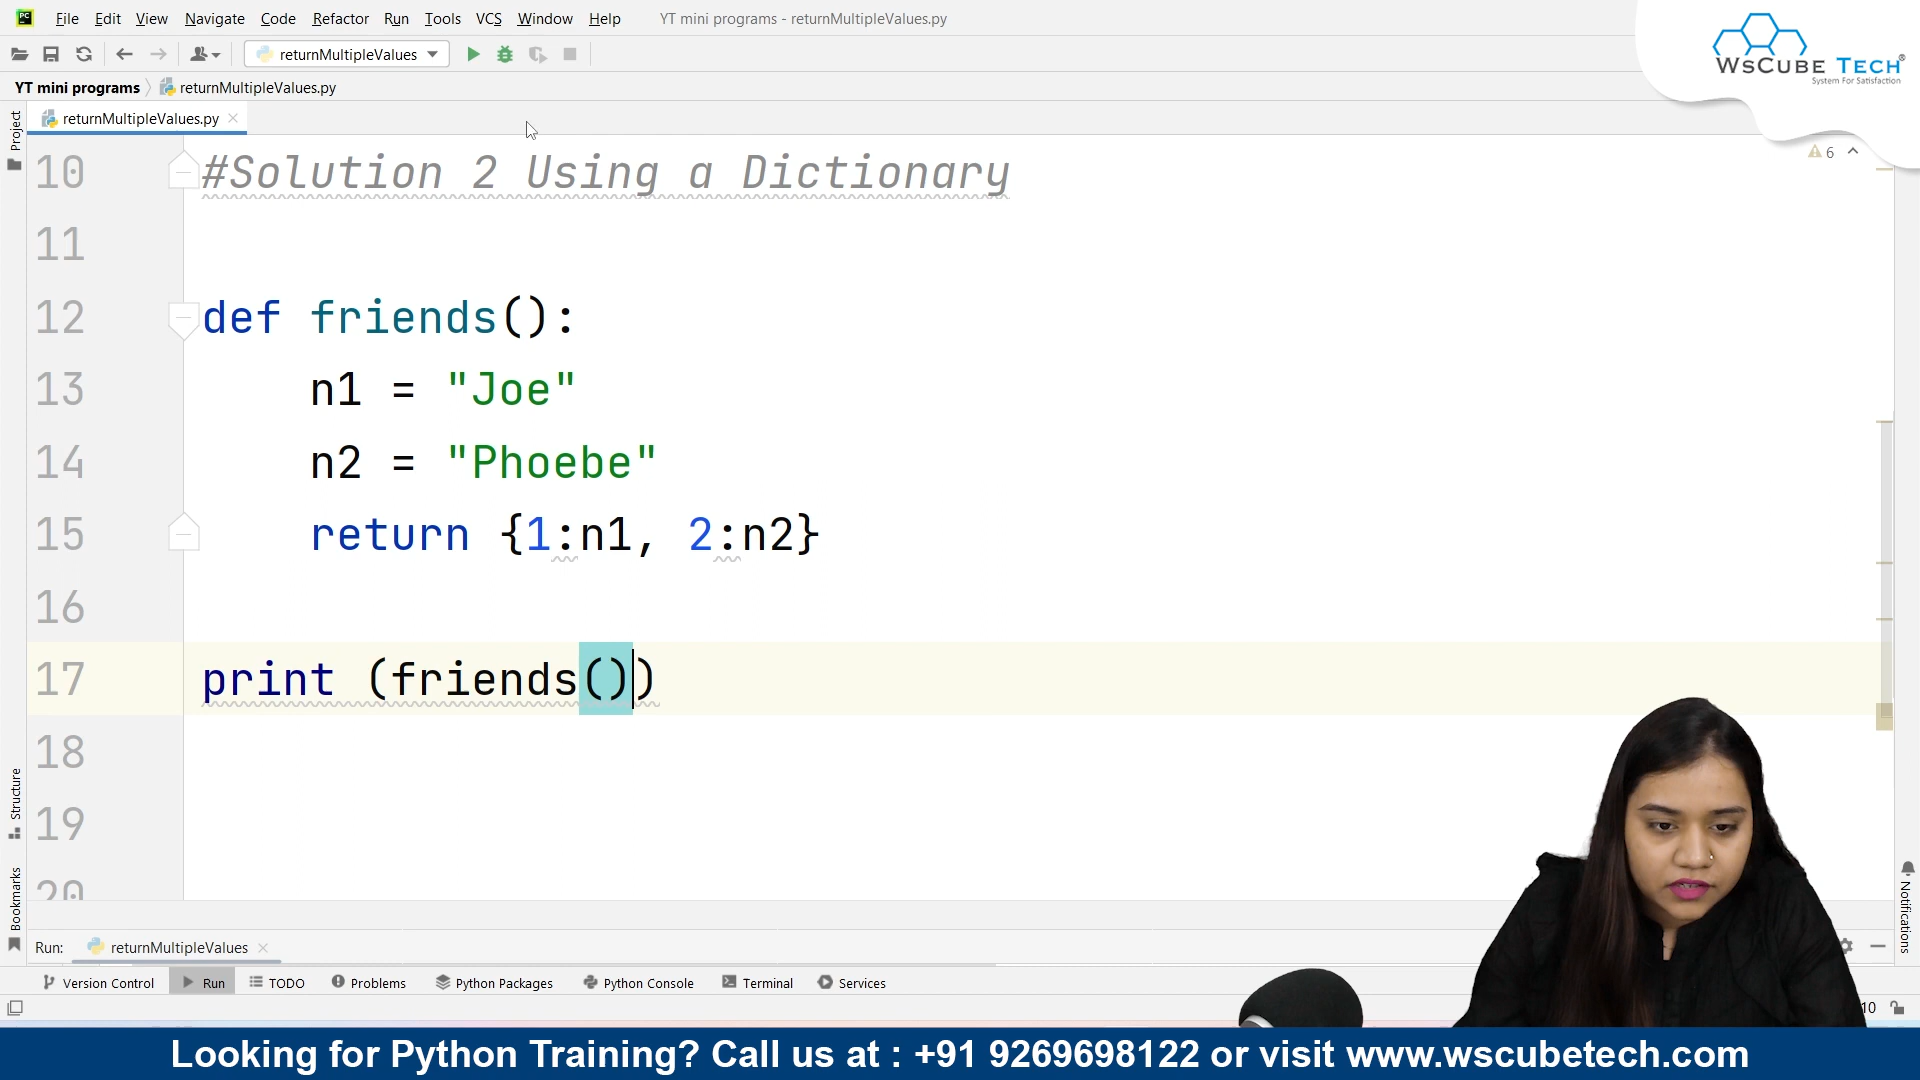 File Edit View Navigate Code Refactor Run Tools VCS Window Help YT mini programs - returnMultipleValues.py
returnMultipleValues
WsCube Tech®
System For Satisfaction
YT mini programs returnMultipleValues.py
returnMultipleValues.py
Project
6
10 #Solution 2 Using a Dictionary
11
12 def friends():
13 n1 = "Joe"
14 n2 = "Phoebe"
15 return {1:n1, 2:n2}
16
17 print (friends())
18
19
20
Structure
Bookmarks
Notifications
Run: returnMultipleValues
Version Control Run TODO Problems Python Packages Python Console Terminal Services
Looking for Python Training? Call us at : +91 9269698122 or visit www.wscubetech.com